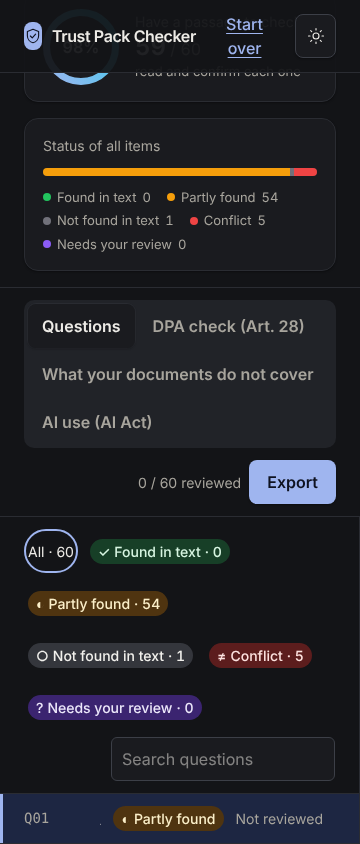 Trust Pack Checker
Start over
Have a passa
98%
59 / 60
read and confirm each one
Status of all items
Found in text 0
Partly found 54
Not found in text 1
Conflict 5
Needs your review 0
Questions
DPA check (Art. 28)
What your documents do not cover
AI use (AI Act)
0 / 60 reviewed
Export
All · 60
✓ Found in text · 0
◖ Partly found · 54
○ Not found in text · 1
≠ Conflict · 5
? Needs your review · 0
Search questions
Q01
◖ Partly found
Not reviewed